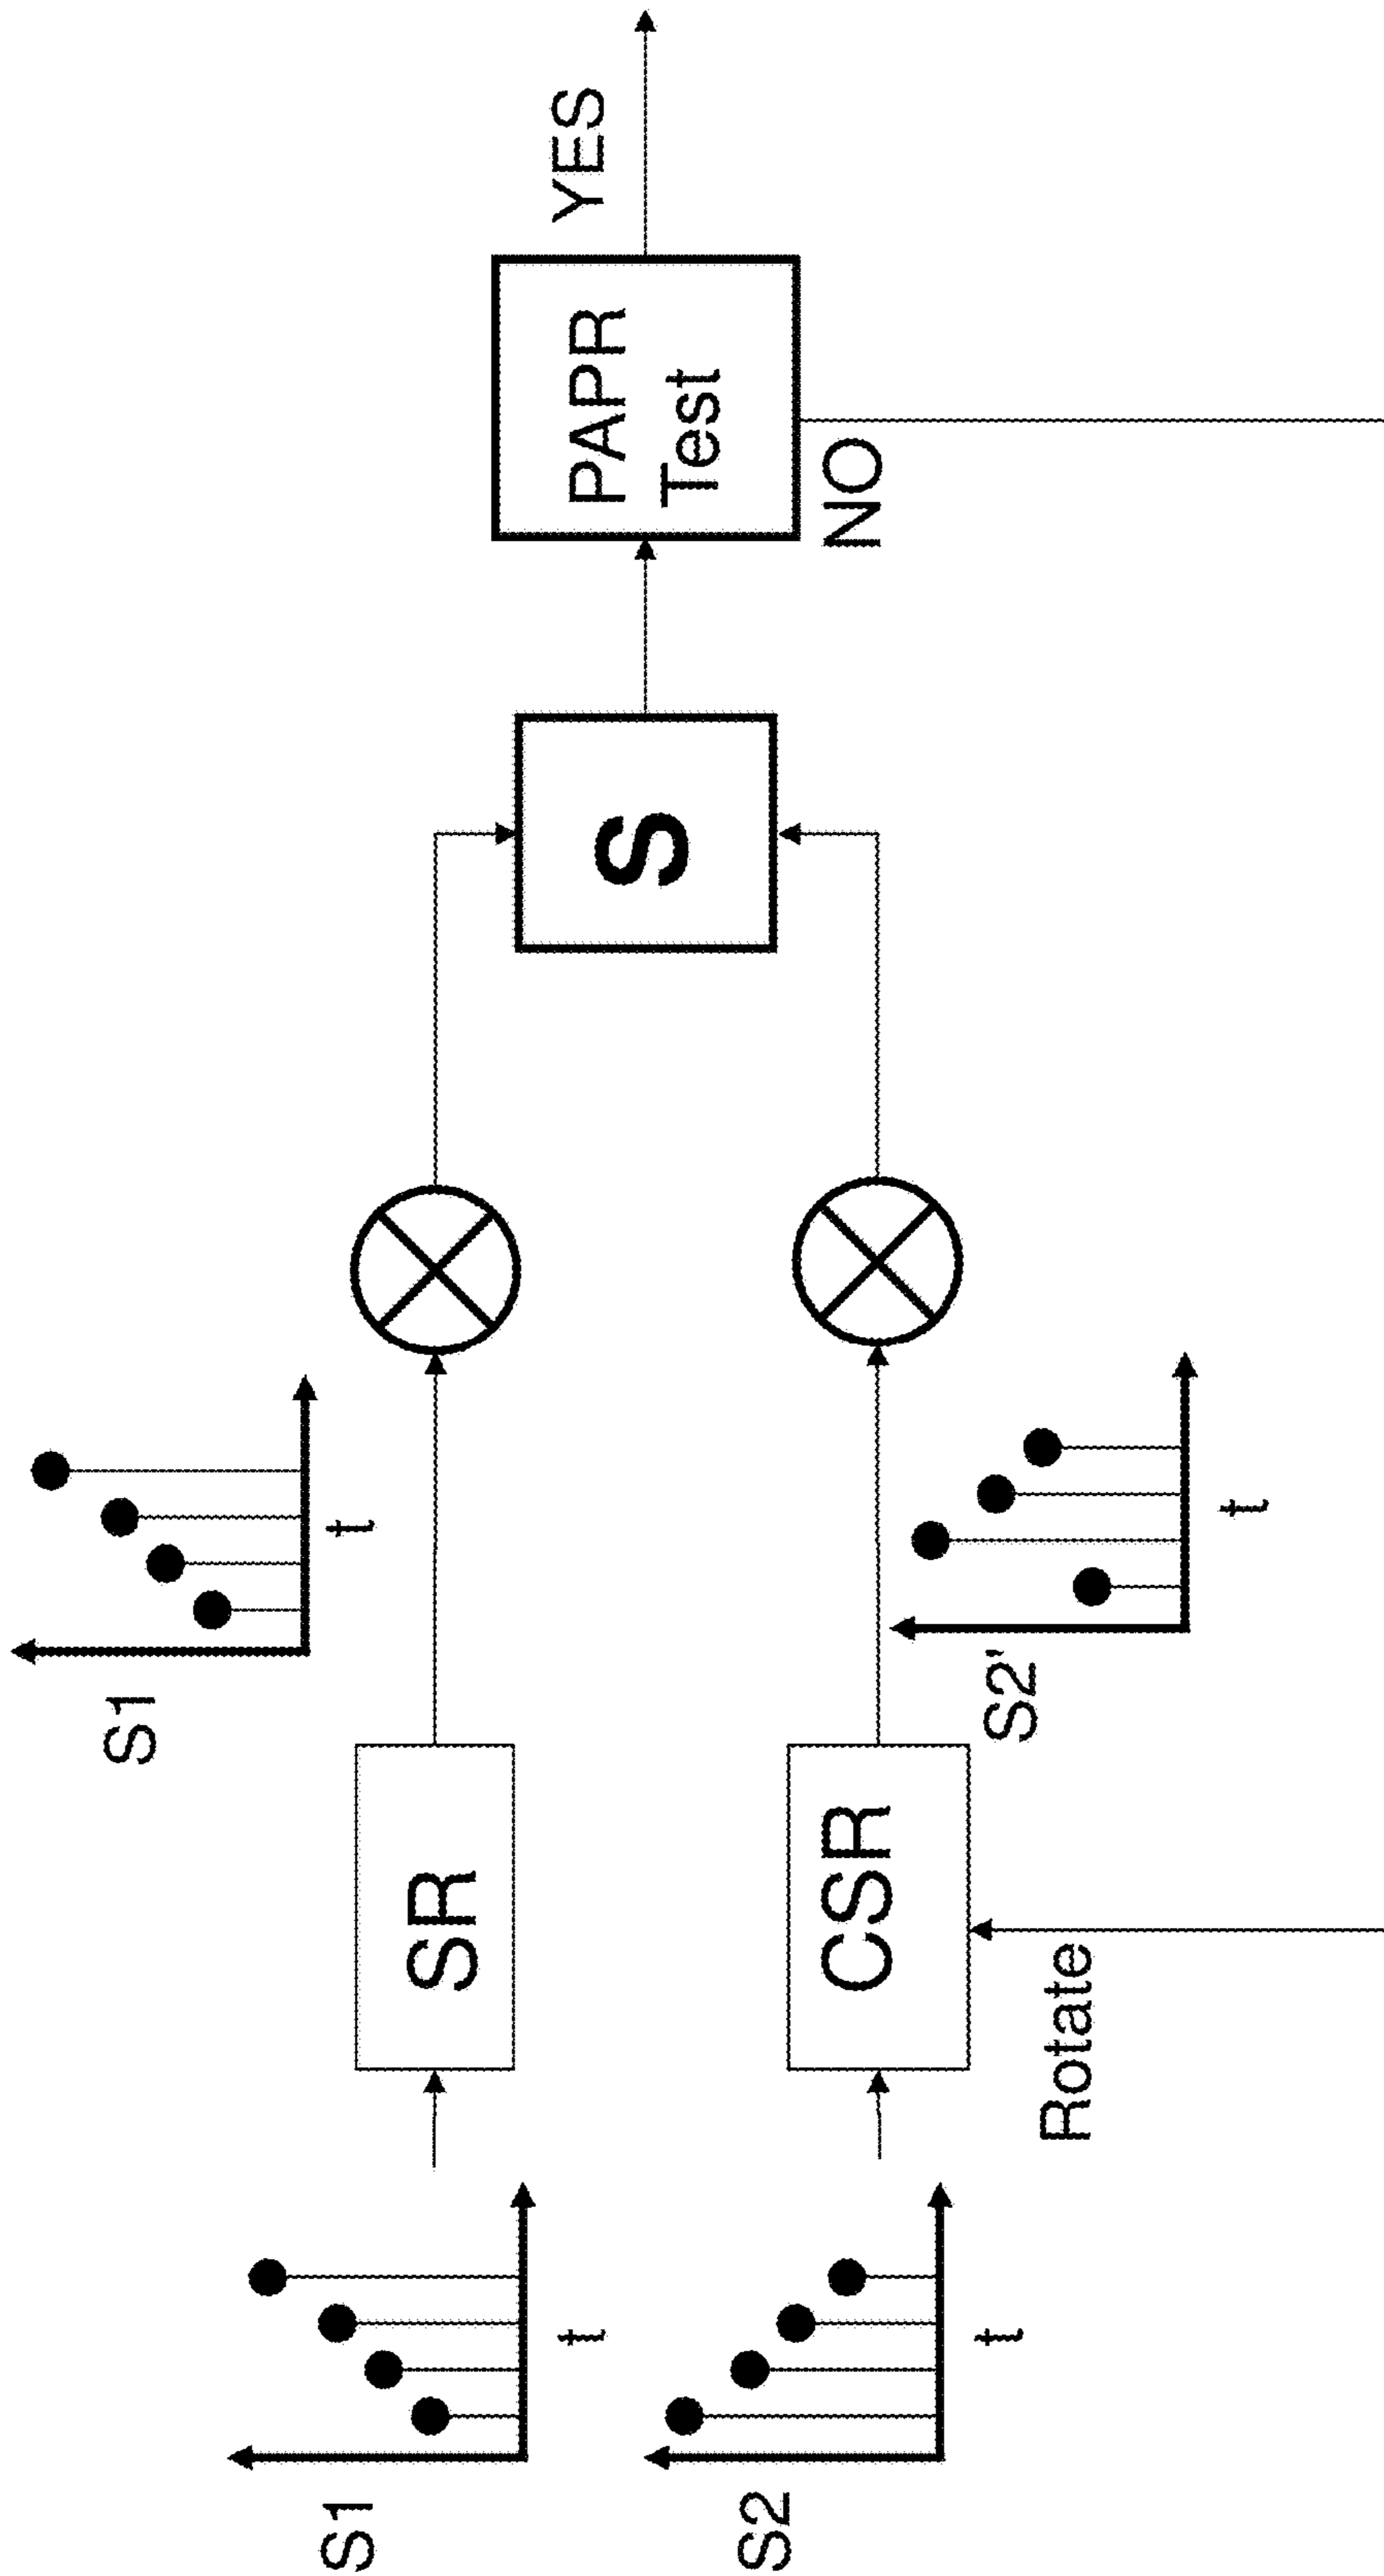 S1
t
SR
S1
t
S2
t
CSR
Rotate
S2'
t
S
PAPR
Test
YES
NO